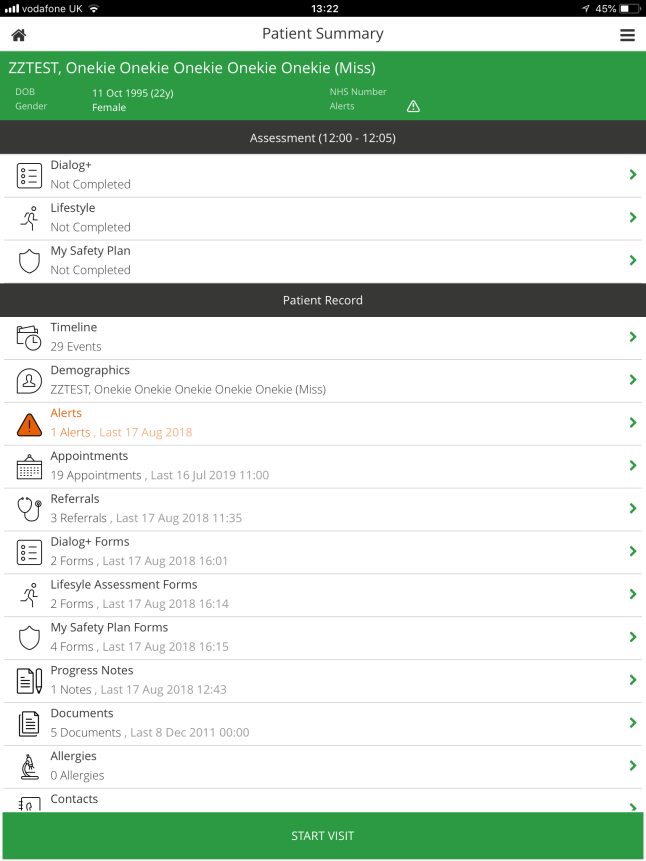 vodafone UK 13:22 45%
Patient Summary
ZZTEST, Onekie Onekie Onekie Onekie Onekie (Miss)
DOB 11 Oct 1995 (22y) NHS Number
Gender Female Alerts
Assessment (12:00 - 12:05)
Dialog+
Not Completed
Lifestyle
Not Completed
My Safety Plan
Not Completed
Patient Record
Timeline
29 Events
Demographics
ZZTEST, Onekie Onekie Onekie Onekie Onekie (Miss)
Alerts
1 Alerts , Last 17 Aug 2018
Appointments
19 Appointments , Last 16 Jul 2019 11:00
Referrals
3 Referrals , Last 17 Aug 2018 11:35
Dialog+ Forms
2 Forms , Last 17 Aug 2018 16:01
Lifesyle Assessment Forms
2 Forms , Last 17 Aug 2018 16:14
My Safety Plan Forms
4 Forms , Last 17 Aug 2018 16:15
Progress Notes
1 Notes , Last 17 Aug 2018 12:43
Documents
5 Documents , Last 8 Dec 2011 00:00
Allergies
0 Allergies
Contacts
START VISIT